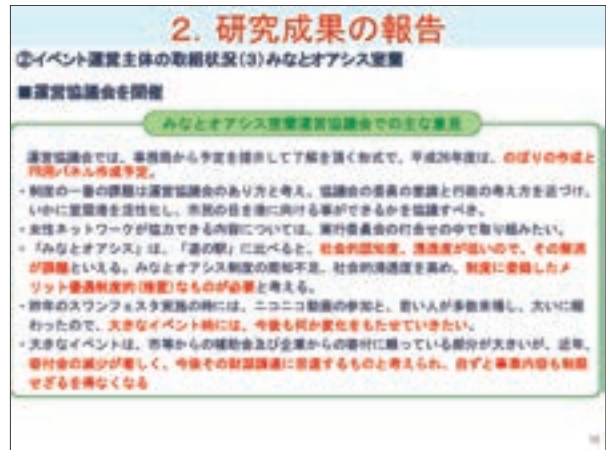 2. 研究成果の報告
②イベント運営主体の取組状況(3)みなとオアシス室蘭
■運営協議会を開催
みなとオアシス室蘭運営協議会での主な意見
運営協議会では、事務局から予定を提示して了解を頂く形式で、平成26年度は、のぼりの作成と
PR用パネル作成予定。
・制度の一番の課題は運営協議会のあり方と考え、協議会の委員の意識と行政の考え方を近づけ、
いかに室蘭港を活性化し、市民の目を港に向ける事ができるかを協議すべき。
・女性ネットワークが協力できる内容については、実行委員会の打合せの中で取り組みたい。
・「みなとオアシス」は、「道の駅」に比べると、社会的認知度、浸透度が低いので、その解消
が課題といえる。みなとオアシス制度の周知不足、社会的浸透度を高め、制度に登録したメ
リット優遇制度的(検査)なものが必要と考える。
・昨年のスワンフェスタ実施の時には、ニコニコ動画の参加と、若い人が多数来場し、大いに賑
わったので、大きなイベント時には、今後も何か変化をもたせていきたい。
・大きなイベントは、市等からの補助金及び企業からの寄付に頼っている部分が大きいが、近年、
寄付金の減少が著しく、今後その財源調達に苦慮するものと考えられ、自ずと事業内容も制限
せざるを得なくなる